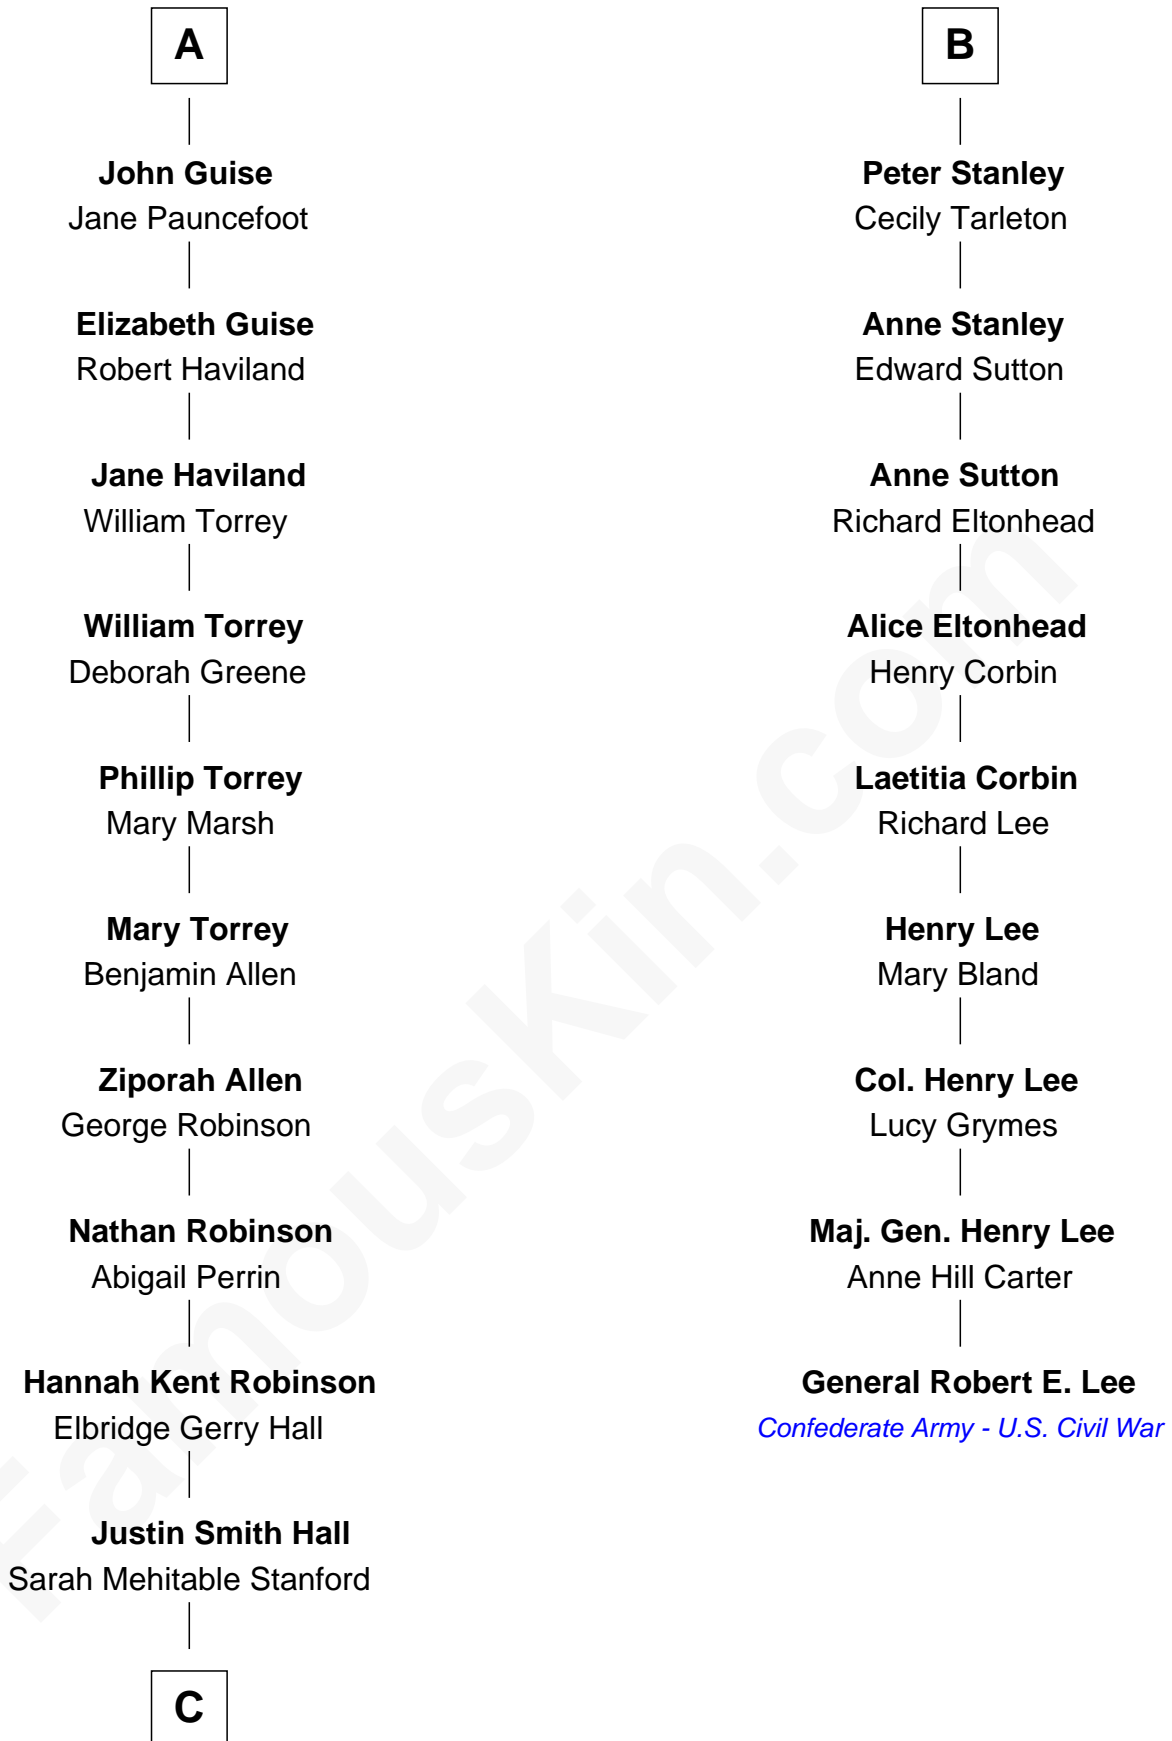 A
John Guise
Jane Pauncefoot
Elizabeth Guise
Robert Haviland
Jane Haviland
William Torrey
William Torrey
Deborah Greene
Phillip Torrey
Mary Marsh
Mary Torrey
Benjamin Allen
Ziporah Allen
George Robinson
Nathan Robinson
Abigail Perrin
Hannah Kent Robinson
Elbridge Gerry Hall
Justin Smith Hall
Sarah Mehitable Stanford
C
B
Peter Stanley
Cecily Tarleton
Anne Stanley
Edward Sutton
Anne Sutton
Richard Eltonhead
Alice Eltonhead
Henry Corbin
Laetitia Corbin
Richard Lee
Henry Lee
Mary Bland
Col. Henry Lee
Lucy Grymes
Maj. Gen. Henry Lee
Anne Hill Carter
General Robert E. Lee
Confederate Army - U.S. Civil War
FamousKin.com